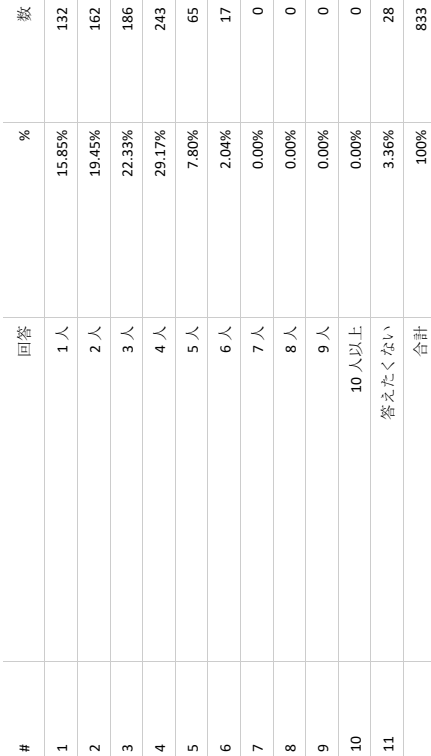 # 回答 % 数
1 1 人 15.85% 132
2 2 人 19.45% 162
3 3 人 22.33% 186
4 4 人 29.17% 243
5 5 人 7.80% 65
6 6 人 2.04% 17
7 7 人 0.00% 0
8 8 人 0.00% 0
9 9 人 0.00% 0
10 10 人以上 0.00% 0
11 答えたくない 3.36% 28
合計 100% 833